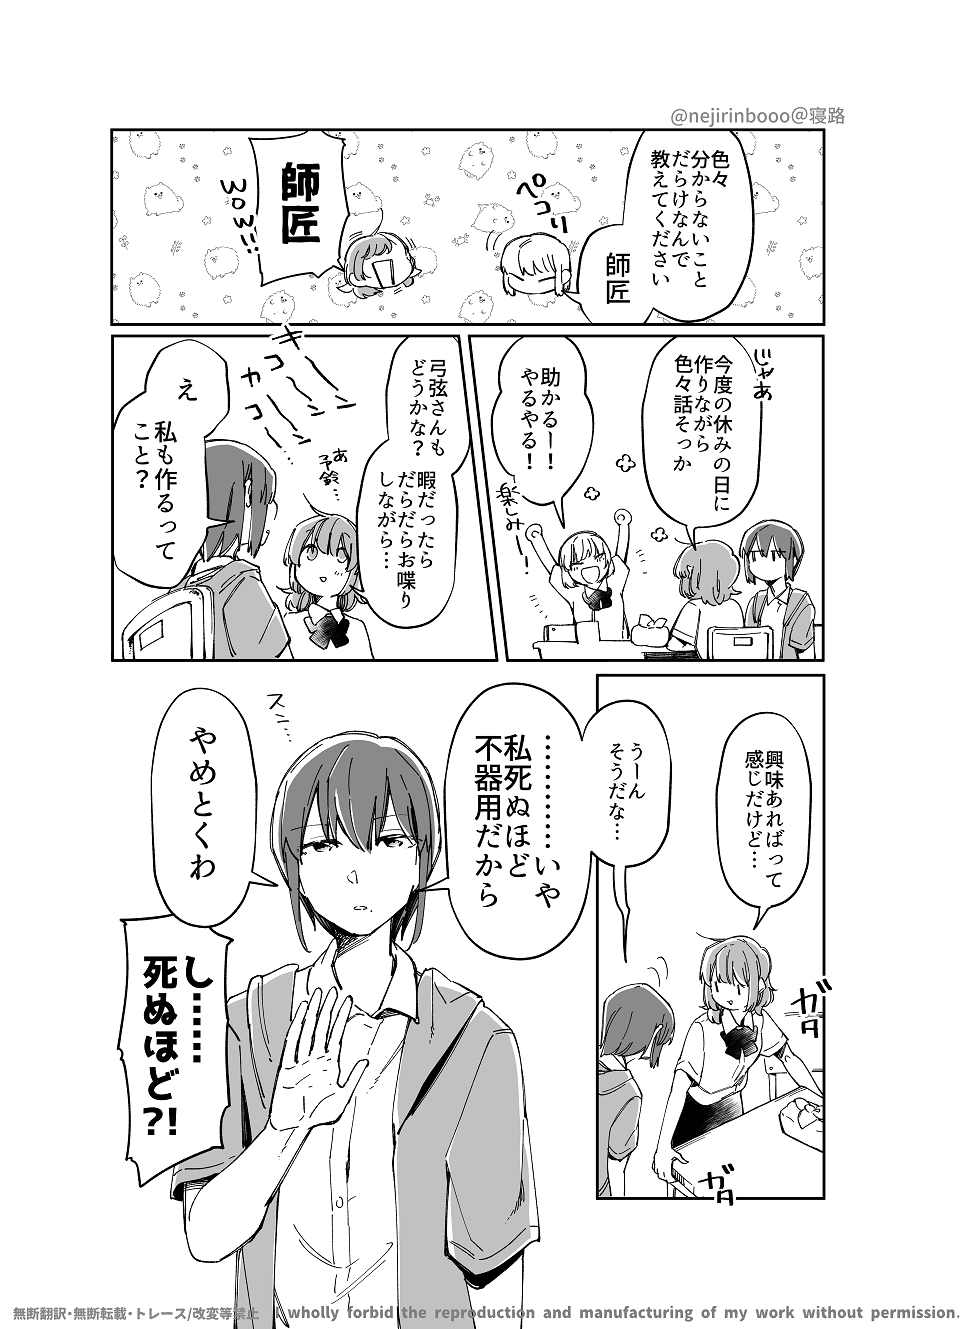 @nejirinbooo@寝路
色々
分からないこと
だらけなんで
教えてください
師匠
ペコリ
師匠
ヨロヨ!!
じゃあ
今度の休みの日に
作りながら
色々話そっか
助かるー!
やるやる!
楽しみー!
弓弦さんも
どうかな?
暇だったら
だらだらお喋り
しながら…
キーンコーン
カーンコーン
あ
予鈴…
え
私も作るって
こと?
興味あればって
感じだけど…
ガタ
ガタ
うーん
そうだな…
…………いや
私死ぬほど
不器用だから
スン…
やめとくわ
し……
死ぬほど?!
無断翻訳・無断転載・トレース/改変等禁止 I wholly forbid the reproduction and manufacturing of my work without permission.